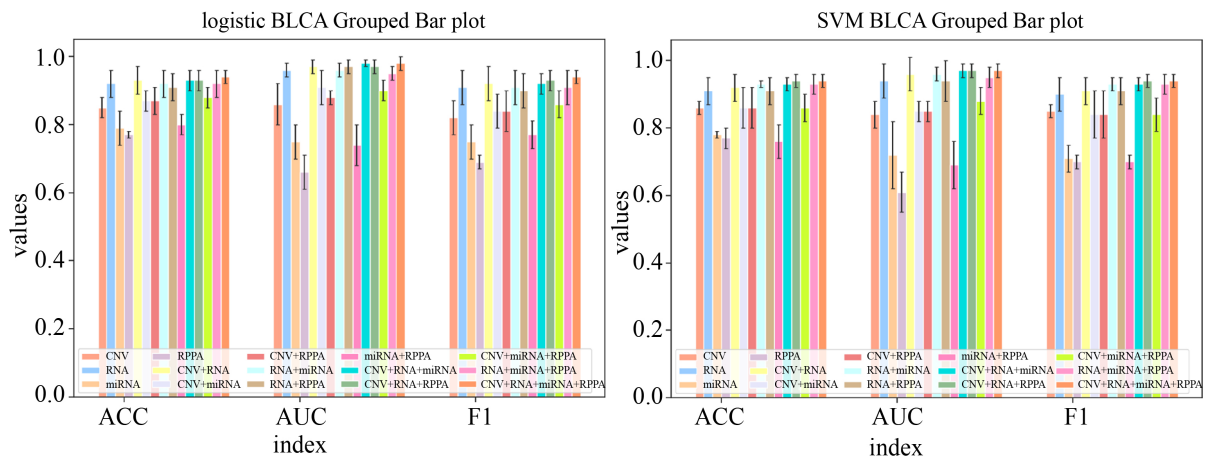 logistic BLCA Grouped Bar plot
1.0
0.8
0.6
0.4
0.2
0.0
values
CNV RPPA CNV+RPPA miRNA+RPPA CNV+miRNA+RPPA
RNA CNV+RNA RNA+miRNA CNV+RNA+miRNA RNA+miRNA+RPPA
miRNA CNV+miRNA RNA+RPPA CNV+RNA+RPPA CNV+RNA+miRNA+RPPA
ACC AUC F1
index
SVM BLCA Grouped Bar plot
1.0
0.8
0.6
0.4
0.2
0.0
values
CNV RPPA CNV+RPPA miRNA+RPPA CNV+miRNA+RPPA
RNA CNV+RNA RNA+miRNA CNV+RNA+miRNA RNA+miRNA+RPPA
miRNA CNV+miRNA RNA+RPPA CNV+RNA+RPPA CNV+RNA+miRNA+RPPA
ACC AUC F1
index